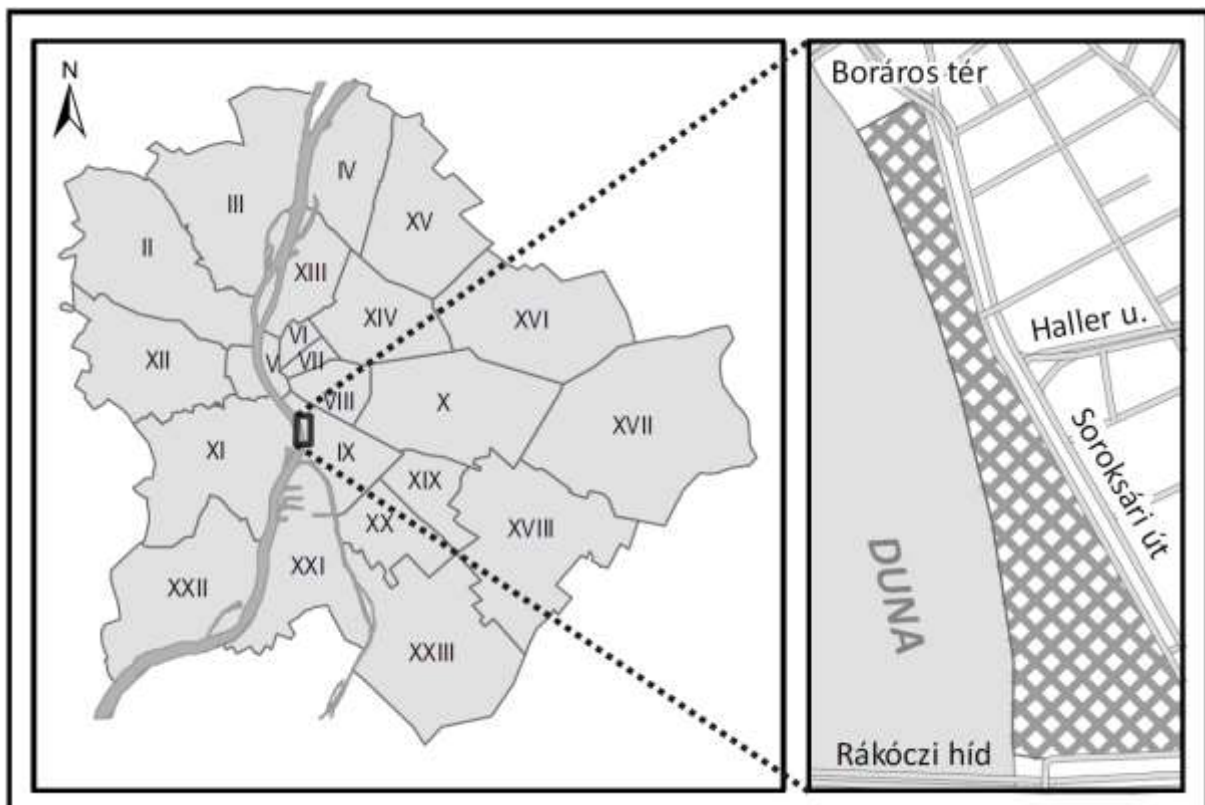 N
IV
III
XV
II
XIII
XIV
XVI
VI
XII
V
VII
VIII
X
XVII
XI
IX
XIX
XX
XVIII
XXI
XXII
XXIII
Boráros tér
Haller u.
Soroksári út
DUNA
Rákóczi híd